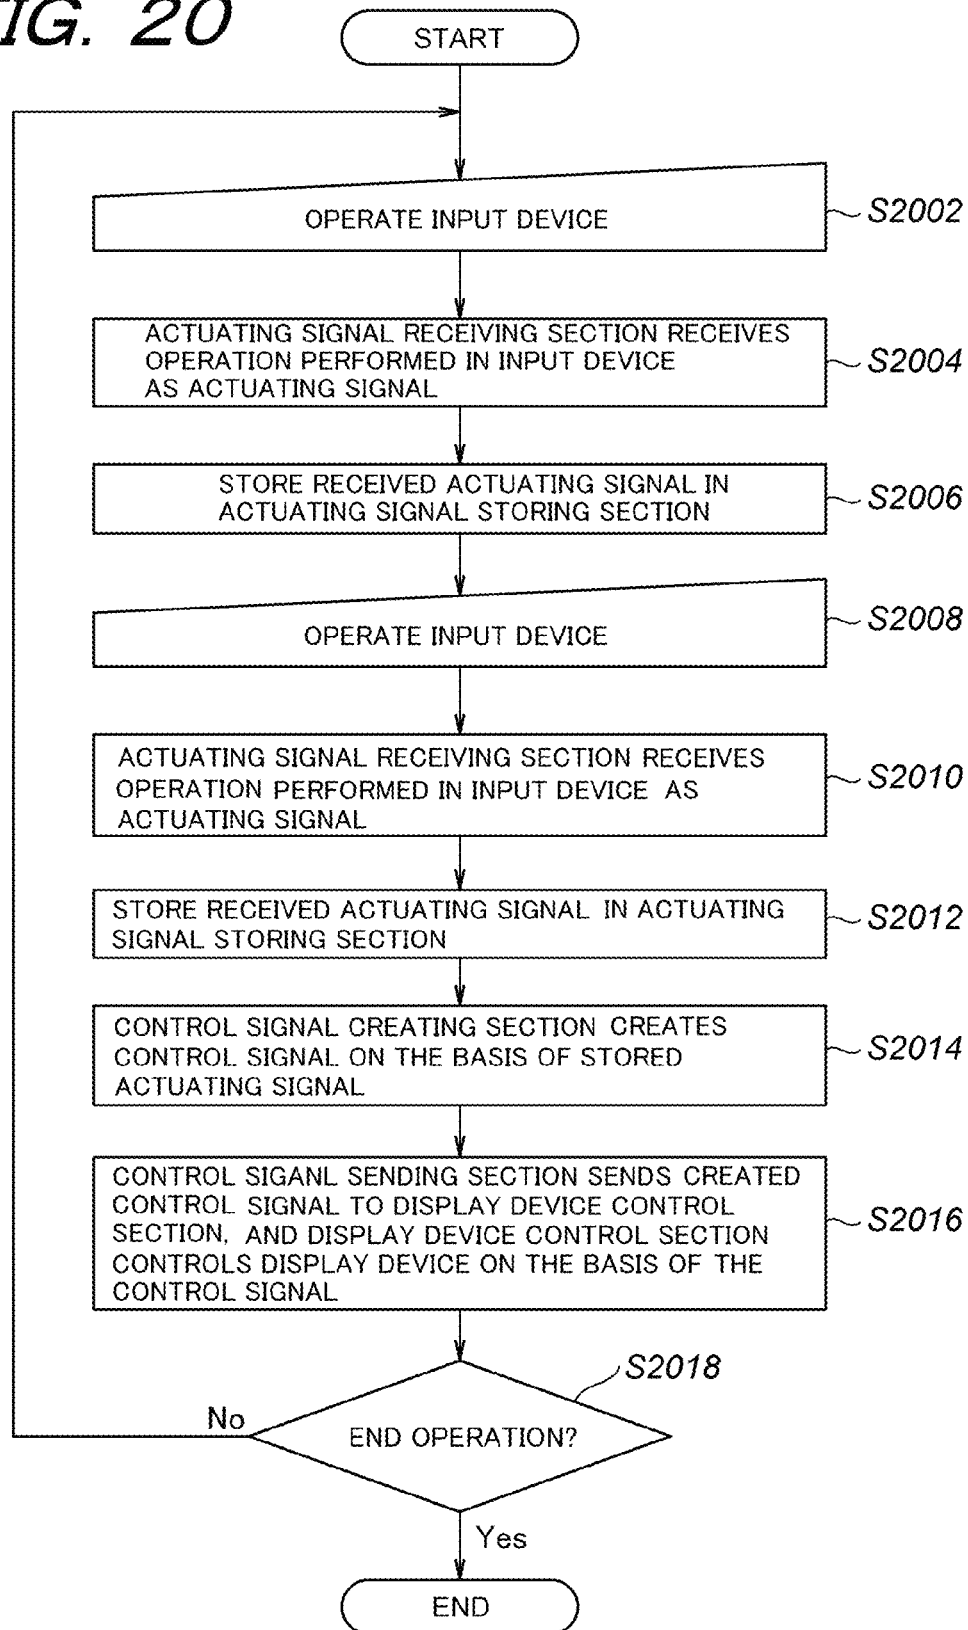 IG. 20
START
OPERATE INPUT DEVICE
S2002
ACTUATING SIGNAL RECEIVING SECTION RECEIVES
OPERATION PERFORMED IN INPUT DEVICE
AS ACTUATING SIGNAL
S2004
STORE RECEIVED ACTUATING SIGNAL IN
ACTUATING SIGNAL STORING SECTION
S2006
OPERATE INPUT DEVICE
S2008
ACTUATING SIGNAL RECEIVING SECTION RECEIVES
OPERATION PERFORMED IN INPUT DEVICE AS
ACTUATING SIGNAL
S2010
STORE RECEIVED ACTUATING SIGNAL IN ACTUATING
SIGNAL STORING SECTION
S2012
CONTROL SIGNAL CREATING SECTION CREATES
CONTROL SIGNAL ON THE BASIS OF STORED
ACTUATING SIGNAL
S2014
CONTROL SIGANL SENDING SECTION SENDS CREATED
CONTROL SIGNAL TO DISPLAY DEVICE CONTROL
SECTION, AND DISPLAY DEVICE CONTROL SECTION
CONTROLS DISPLAY DEVICE ON THE BASIS OF THE
CONTROL SIGNAL
S2016
S2018
No
END OPERATION?
Yes
END